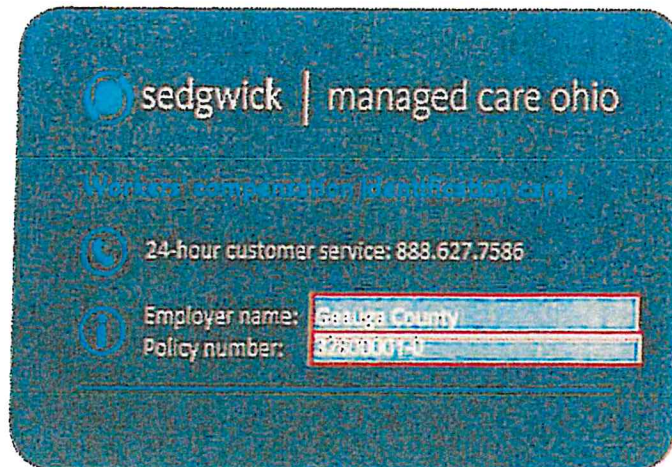 sedgwick | managed care ohio
Workers' compensation identification card
24-hour customer service: 888.627.7586
Employer name: Geauga County
Policy number: